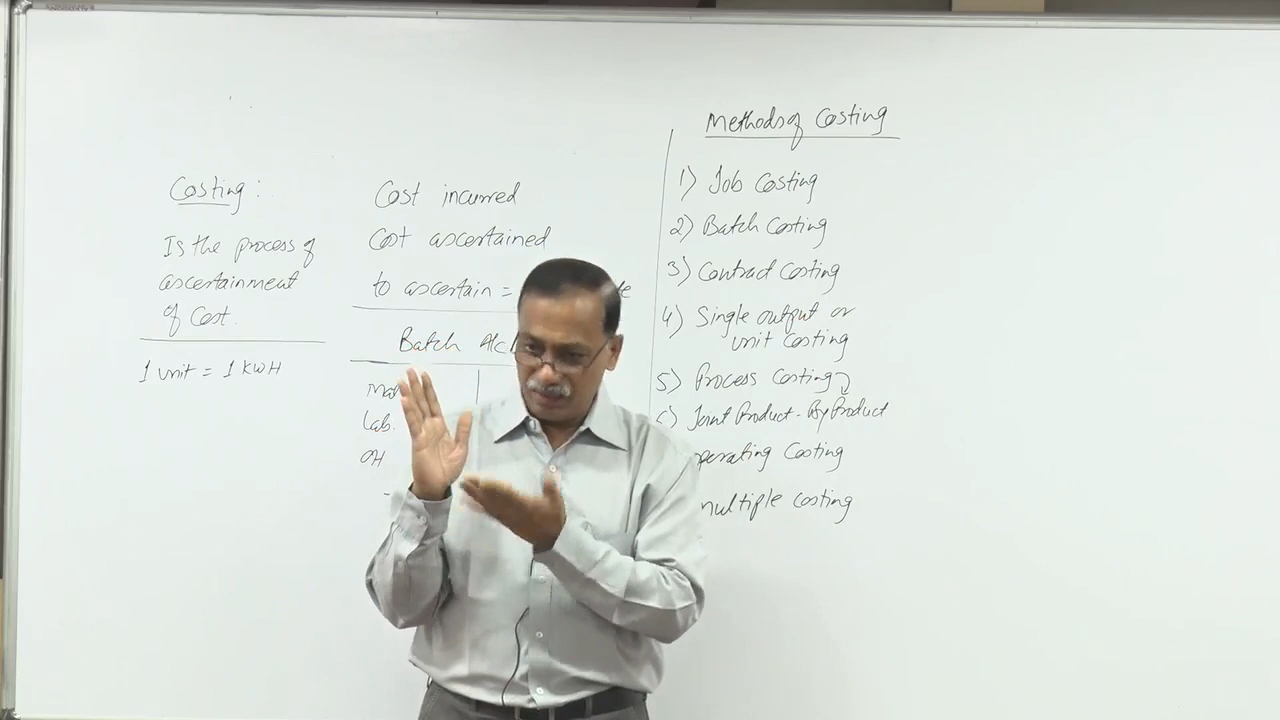 Costing :
Is the process of
ascertainment
of Cost.
1 Unit = 1 KWH
Cost incurred
Cost ascertained
to ascertain =
Batch A/c
Lab.
OH
Methods of Costing
1) Job Costing
2) Batch Costing
3) Contract Costing
4) Single output or
unit Costing
5) Process Costing
6) Joint Product - By Product
perating Costing
multiple Costing